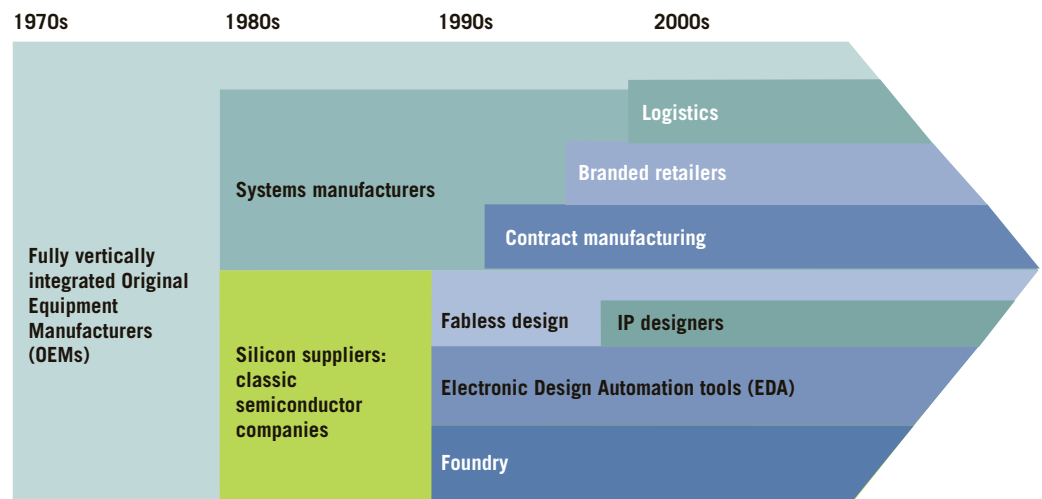 1970s 1980s 1990s 2000s
Logistics
Branded retailers
Systems manufacturers
Contract manufacturing
Fully vertically
integrated Original
Equipment
Manufacturers
(OEMs)
Fabless design
IP designers
Silicon suppliers:
classic
semiconductor
companies
Electronic Design Automation tools (EDA)
Foundry